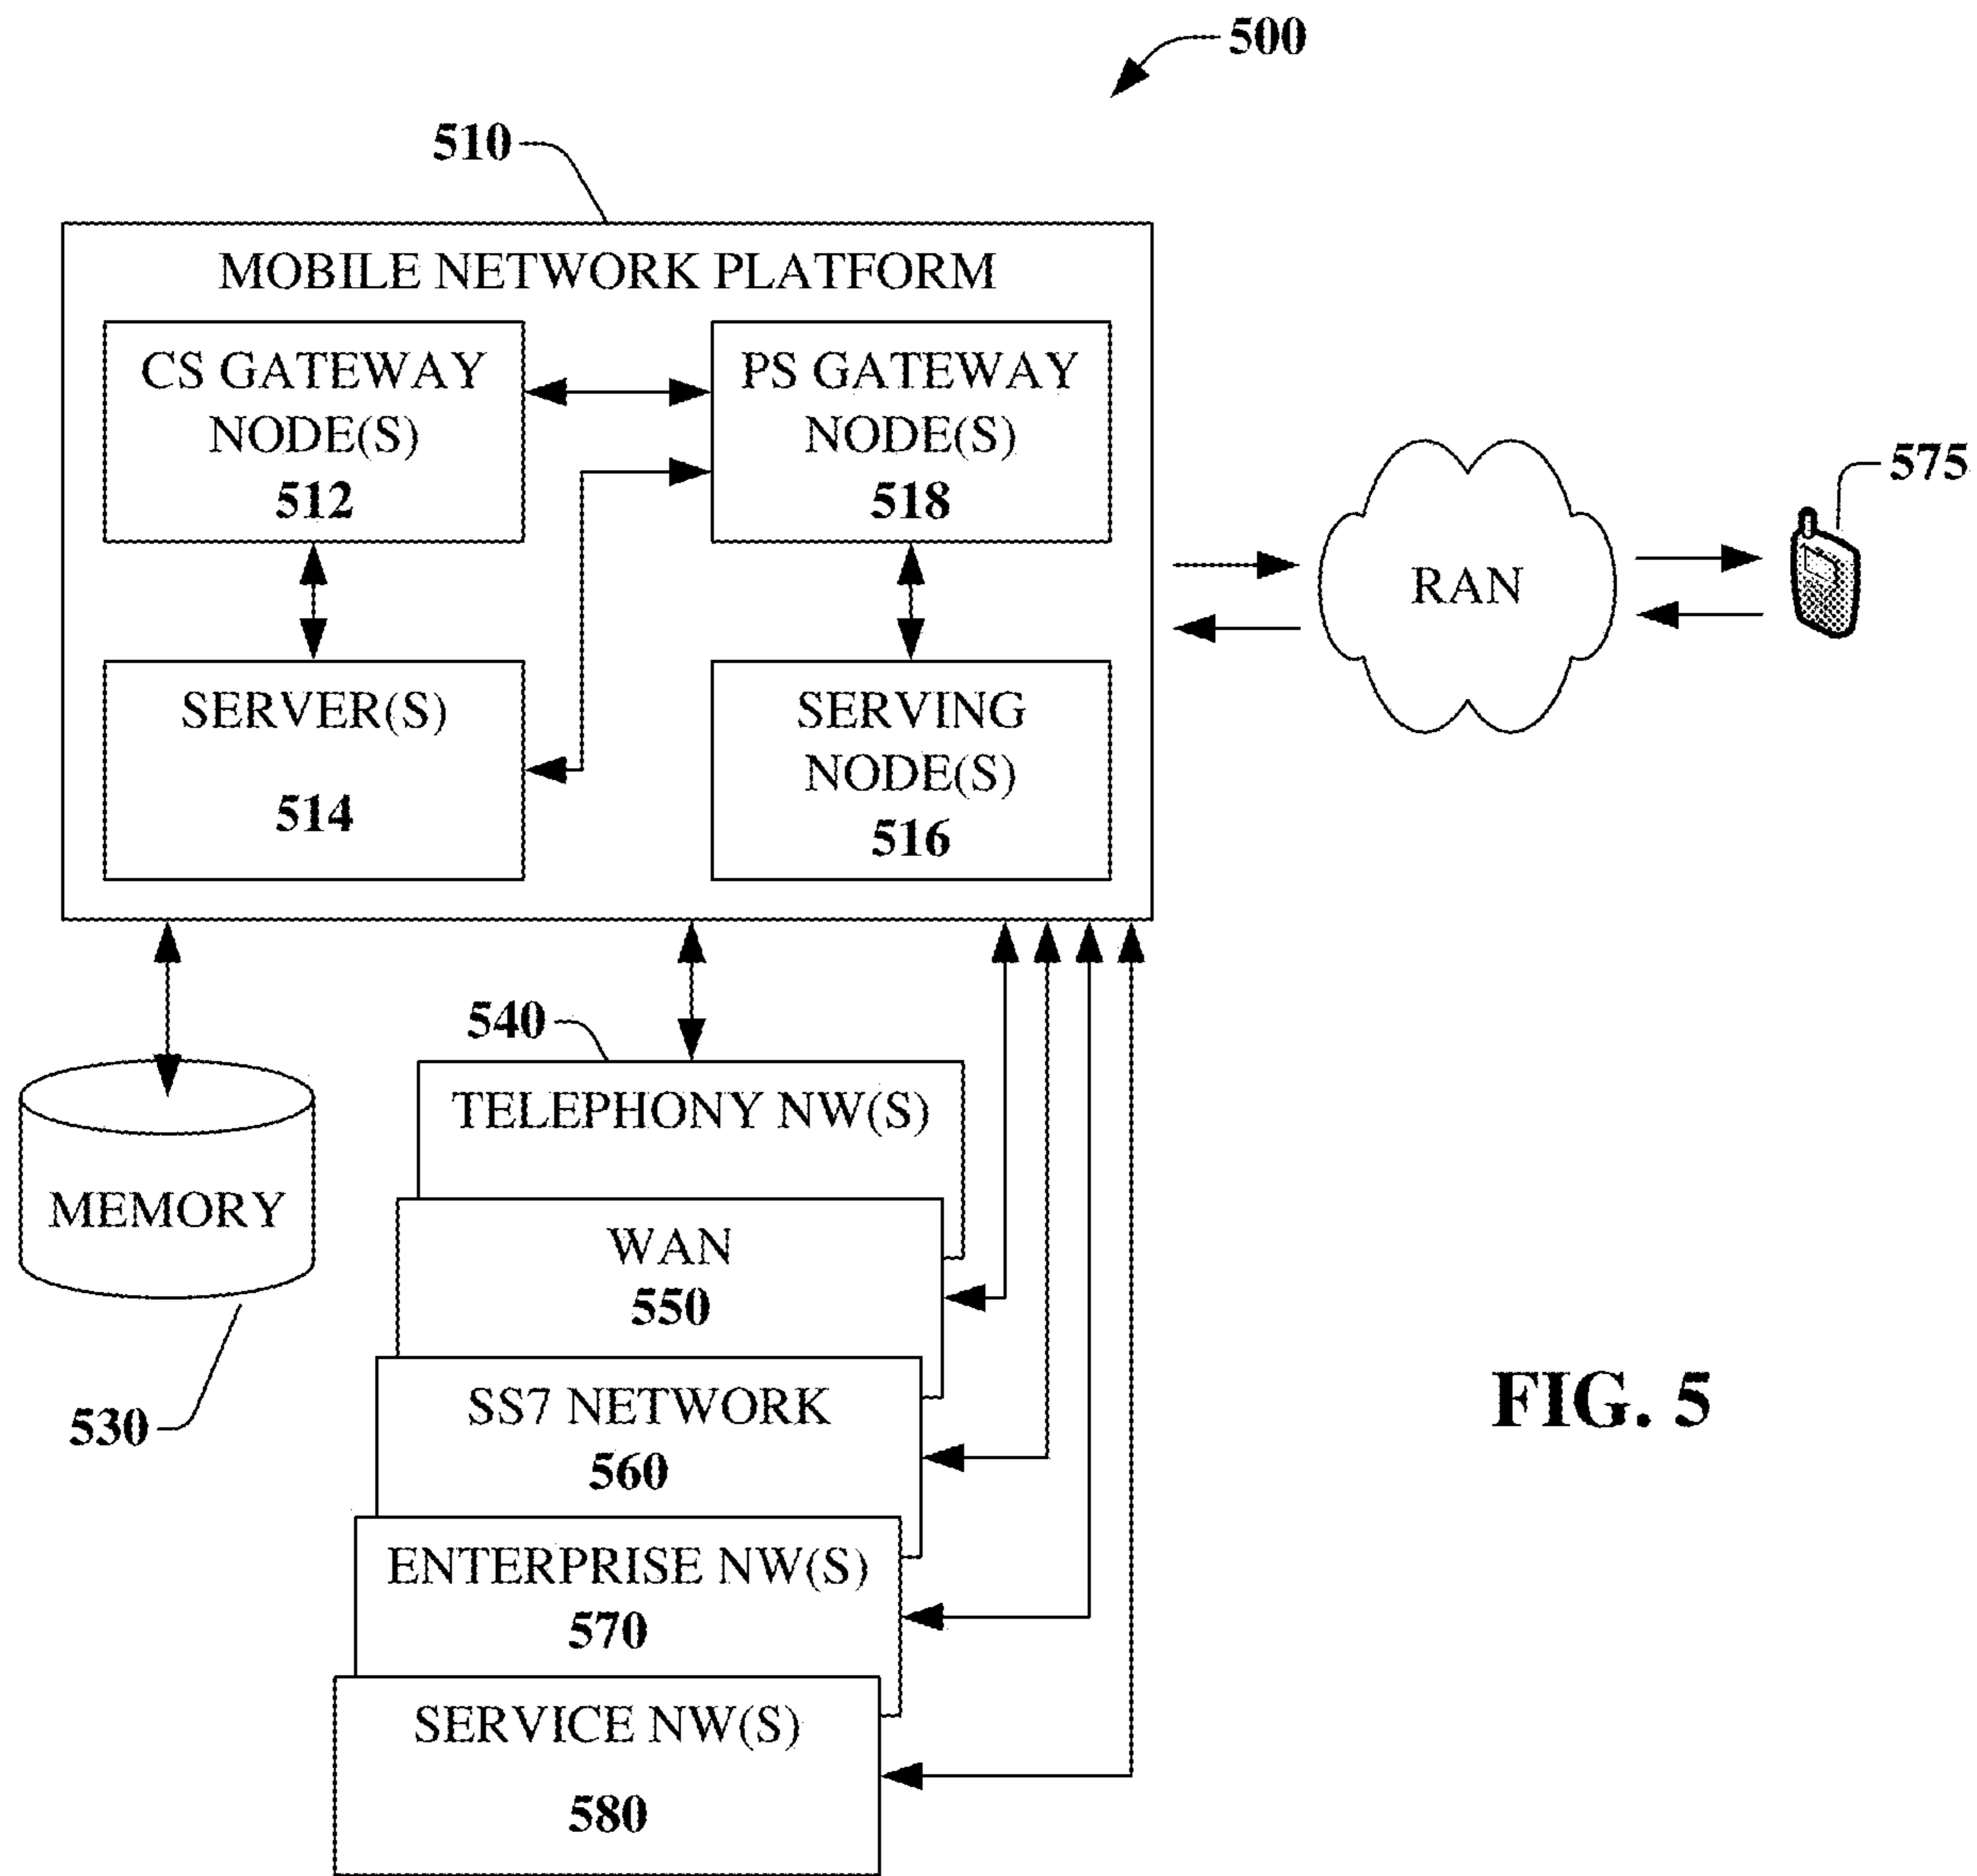 500
510
MOBILE NETWORK PLATFORM
CS GATEWAY
NODE(S)
512
PS GATEWAY
NODE(S)
518
SERVER(S)
514
SERVING
NODE(S)
516
RAN
575
540
TELEPHONY NW(S)
MEMORY
530
WAN
550
SS7 NETWORK
560
ENTERPRISE NW(S)
570
SERVICE NW(S)
580
FIG. 5